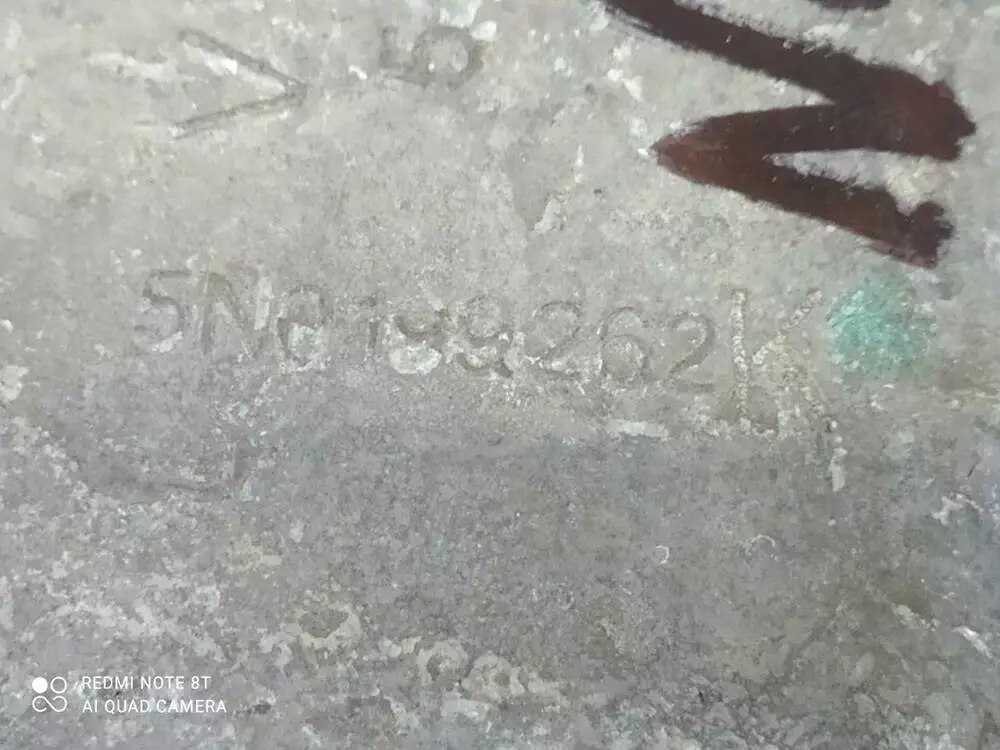 5N0199262K
REDMI NOTE 8T
AI QUAD CAMERA